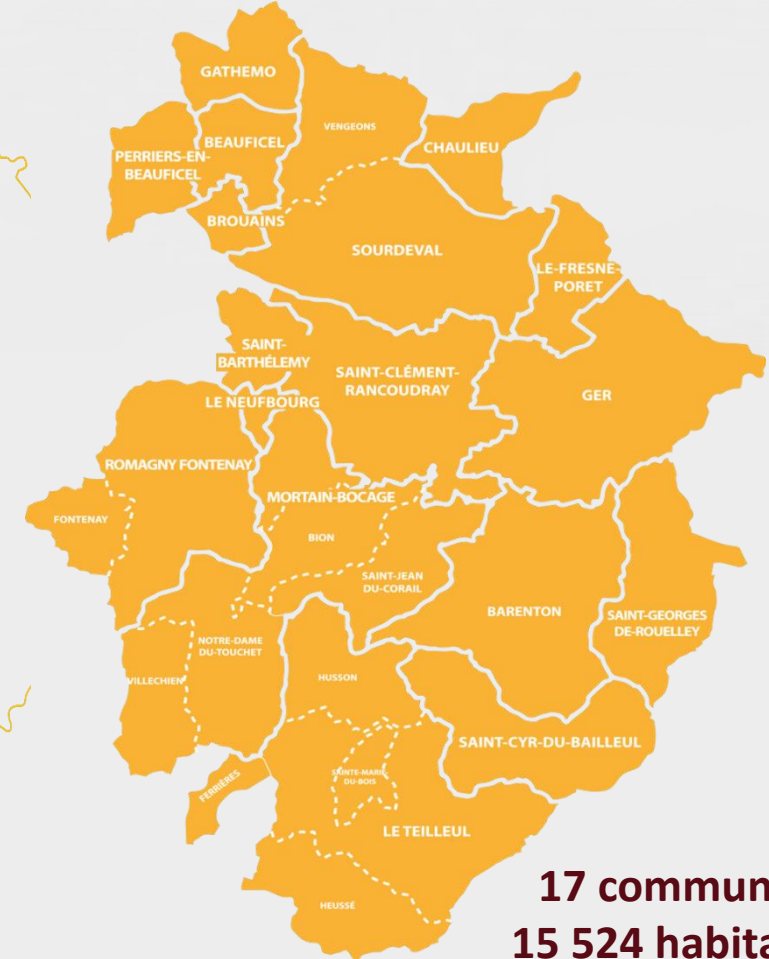 GATHEMO
VENGEONS
BEAUFICEL
CHAULIEU
PERRIERS-EN-
BEAUFICEL
BROUAINS
SOURDEVAL
LE-FRESNE-
PORET
SAINT-
BARTHÉLEMY
SAINT-CLÉMENT-
RANCOUDRAY
GER
LE NEUFBOURG
ROMAGNY FONTENAY
MORTAIN-BOCAGE
FONTENAY
BION
SAINT-JEAN
DU-CORAIL
BARENTON
SAINT-GEORGES
DE-ROUELLEY
NOTRE-DAME
DU-TOUCHET
VILLECHIEN
HUSSON
SAINT-CYR-DU-BAILLEUL
SAINTE-MARIE-
DU-BOIS
FERRIÈRES
LE TEILLEUL
HEUSSÉ
17 commun
15 524 habita